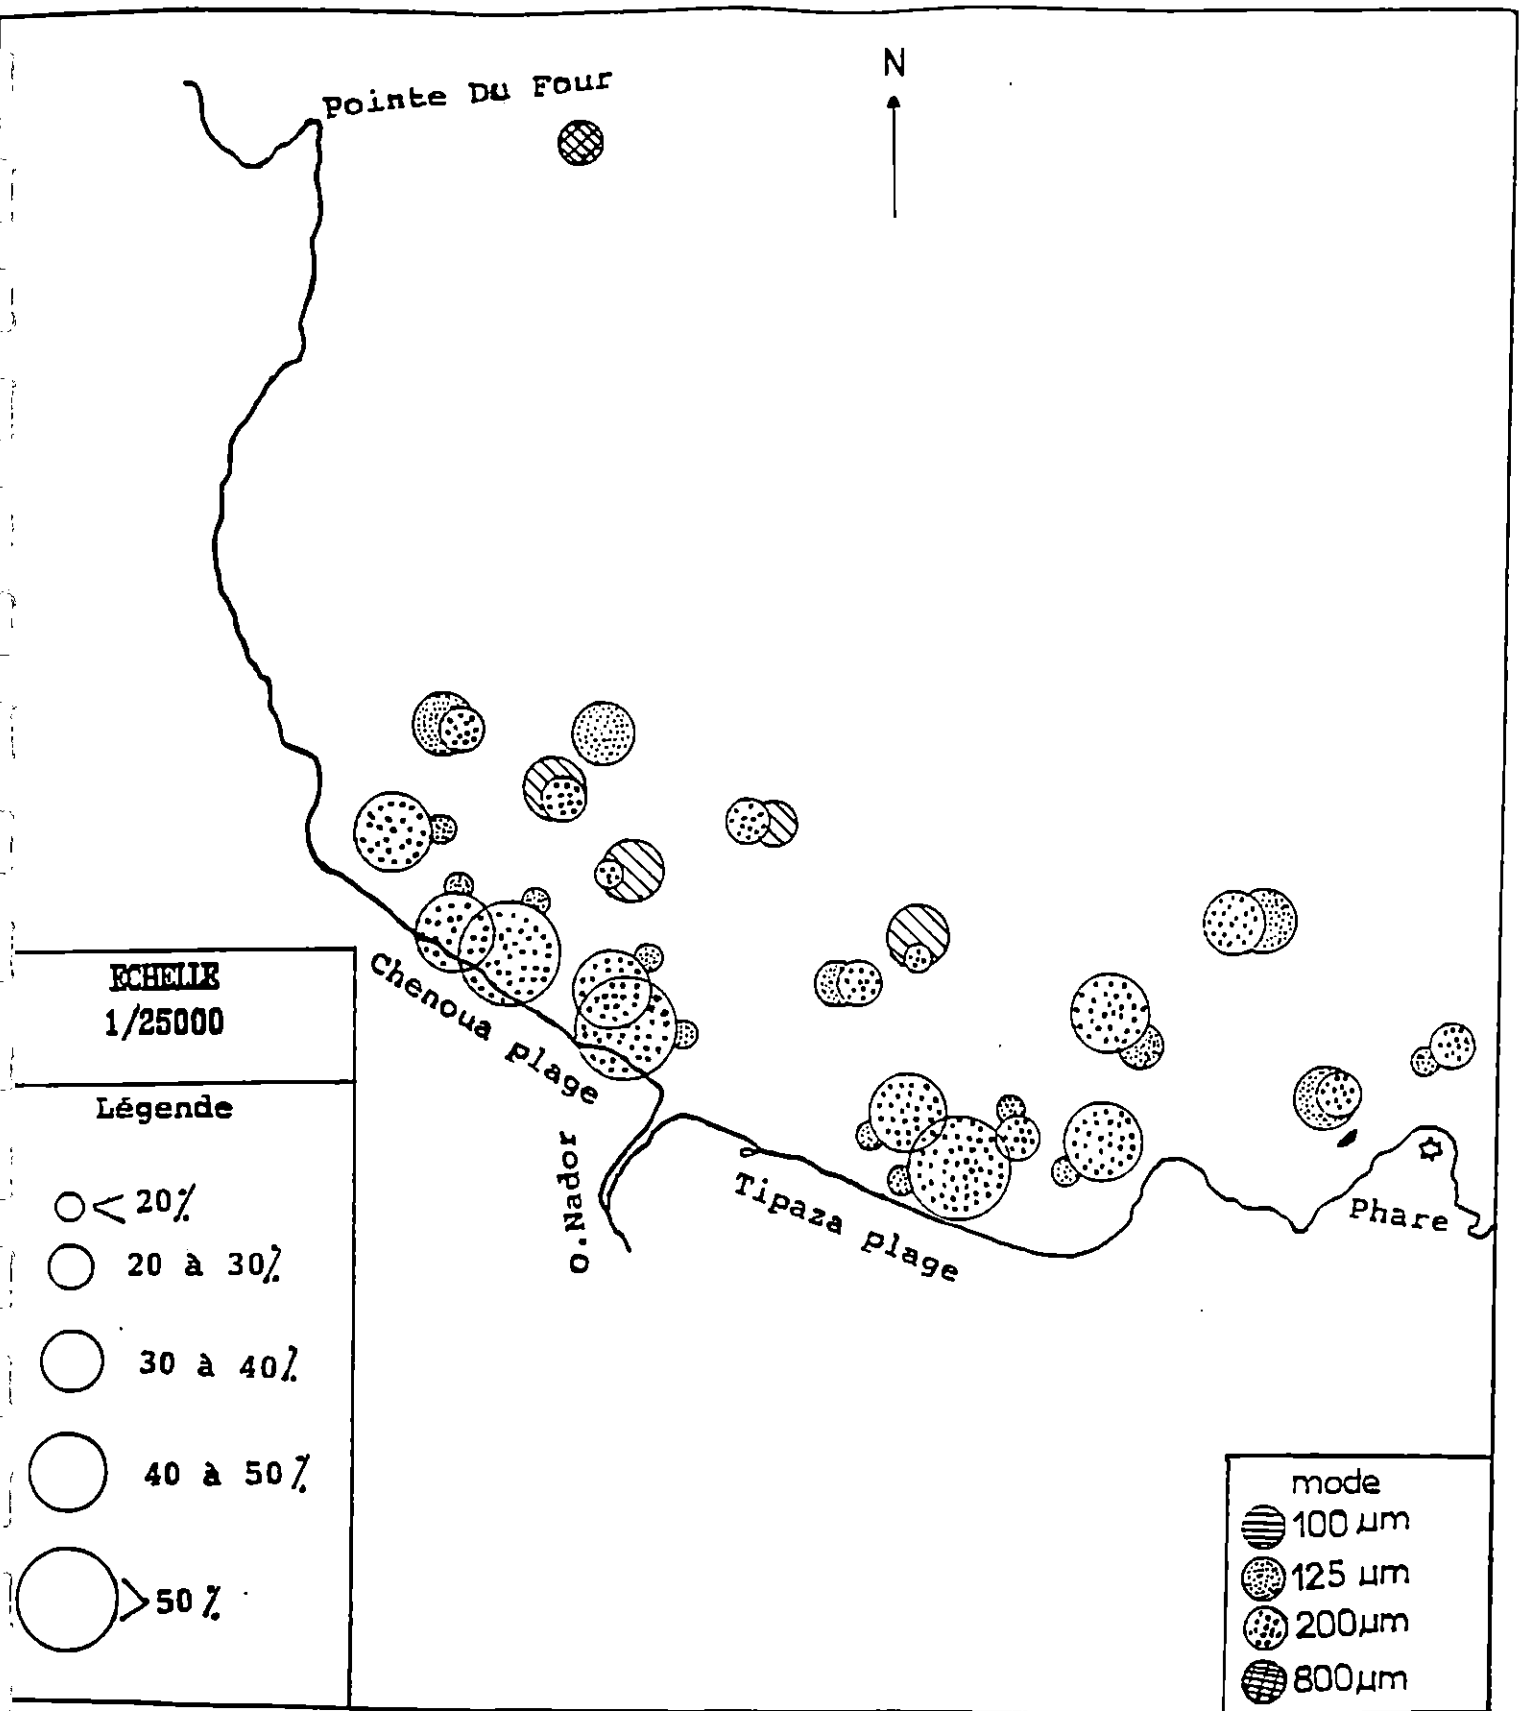 Pointe Du Four
N
Chenoua plage
O.Nador
Tipaza plage
Phare
ECHELLE
1/25000
Légende
< 20%
20 à 30%
30 à 40%
40 à 50%
> 50%
mode
100 µm
125 µm
200µm
800µm